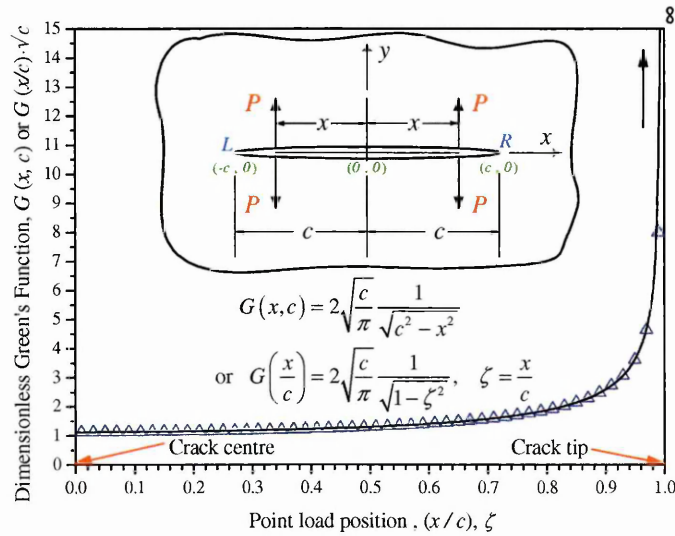 8
Dimensionless Green's Function, G (x, c) or G (x/c)·√c
15
14
13
12
11
10
9
8
7
6
5
4
3
2
1
0
y
P P
x x
L R x
(-c, 0) (0, 0) (c, 0)
P P
c c
G(x,c) = 2√(c/π) 1/√(c² − x²)
or G(x/c) = 2√(c/π) 1/√(1 − ζ²), ζ = x/c
Crack centre Crack tip
0.0 0.1 0.2 0.3 0.4 0.5 0.6 0.7 0.8 0.9 1.0
Point load position , (x / c), ζ